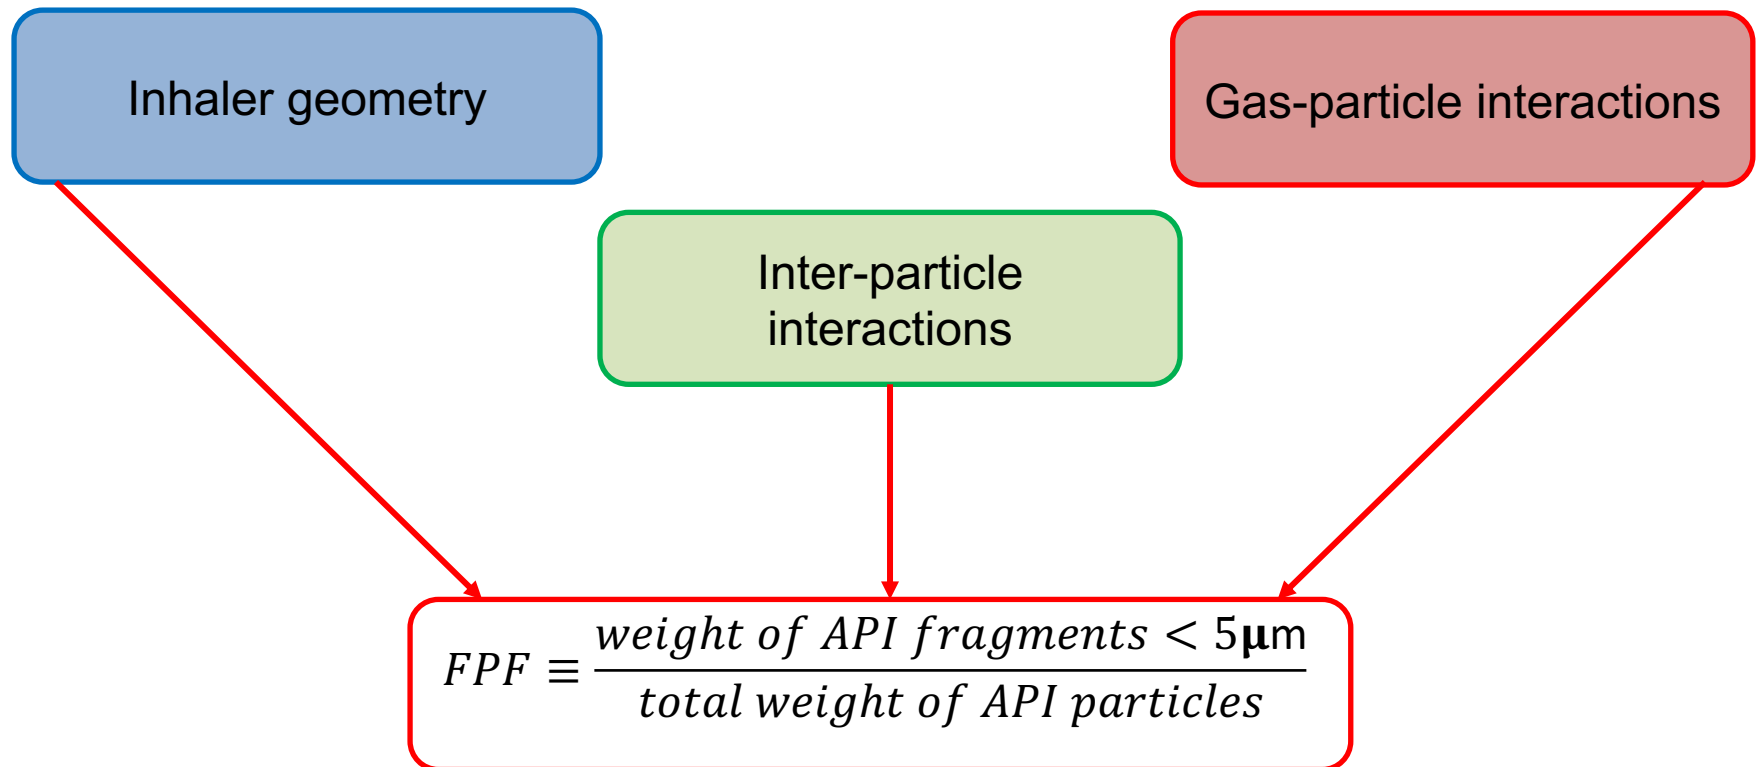 Inhaler geometry
Gas-particle interactions
Inter-particle
interactions
FPF ≡ weight of API fragments < 5μm
total weight of API particles